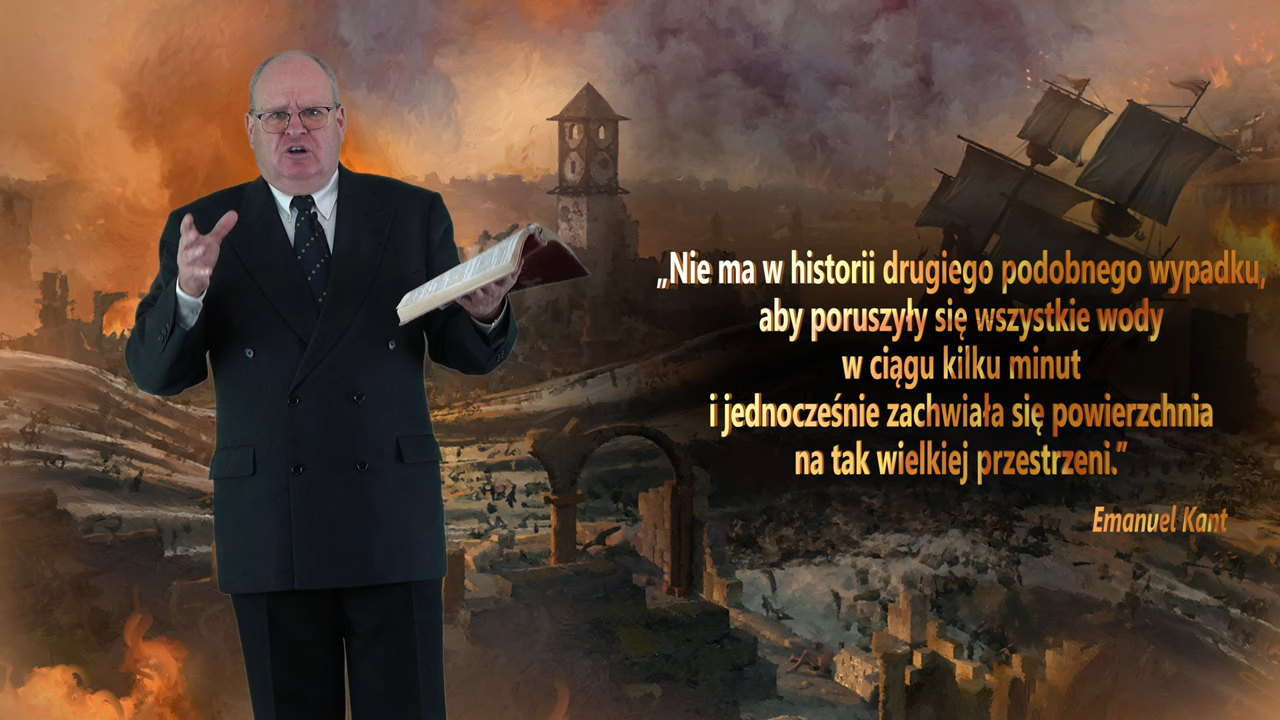 „Nie ma w historii drugiego podobnego wypadku,
aby poruszyły się wszystkie wody
w ciągu kilku minut
i jednocześnie zachwiała się powierzchnia
na tak wielkiej przestrzeni.”
Emanuel Kant